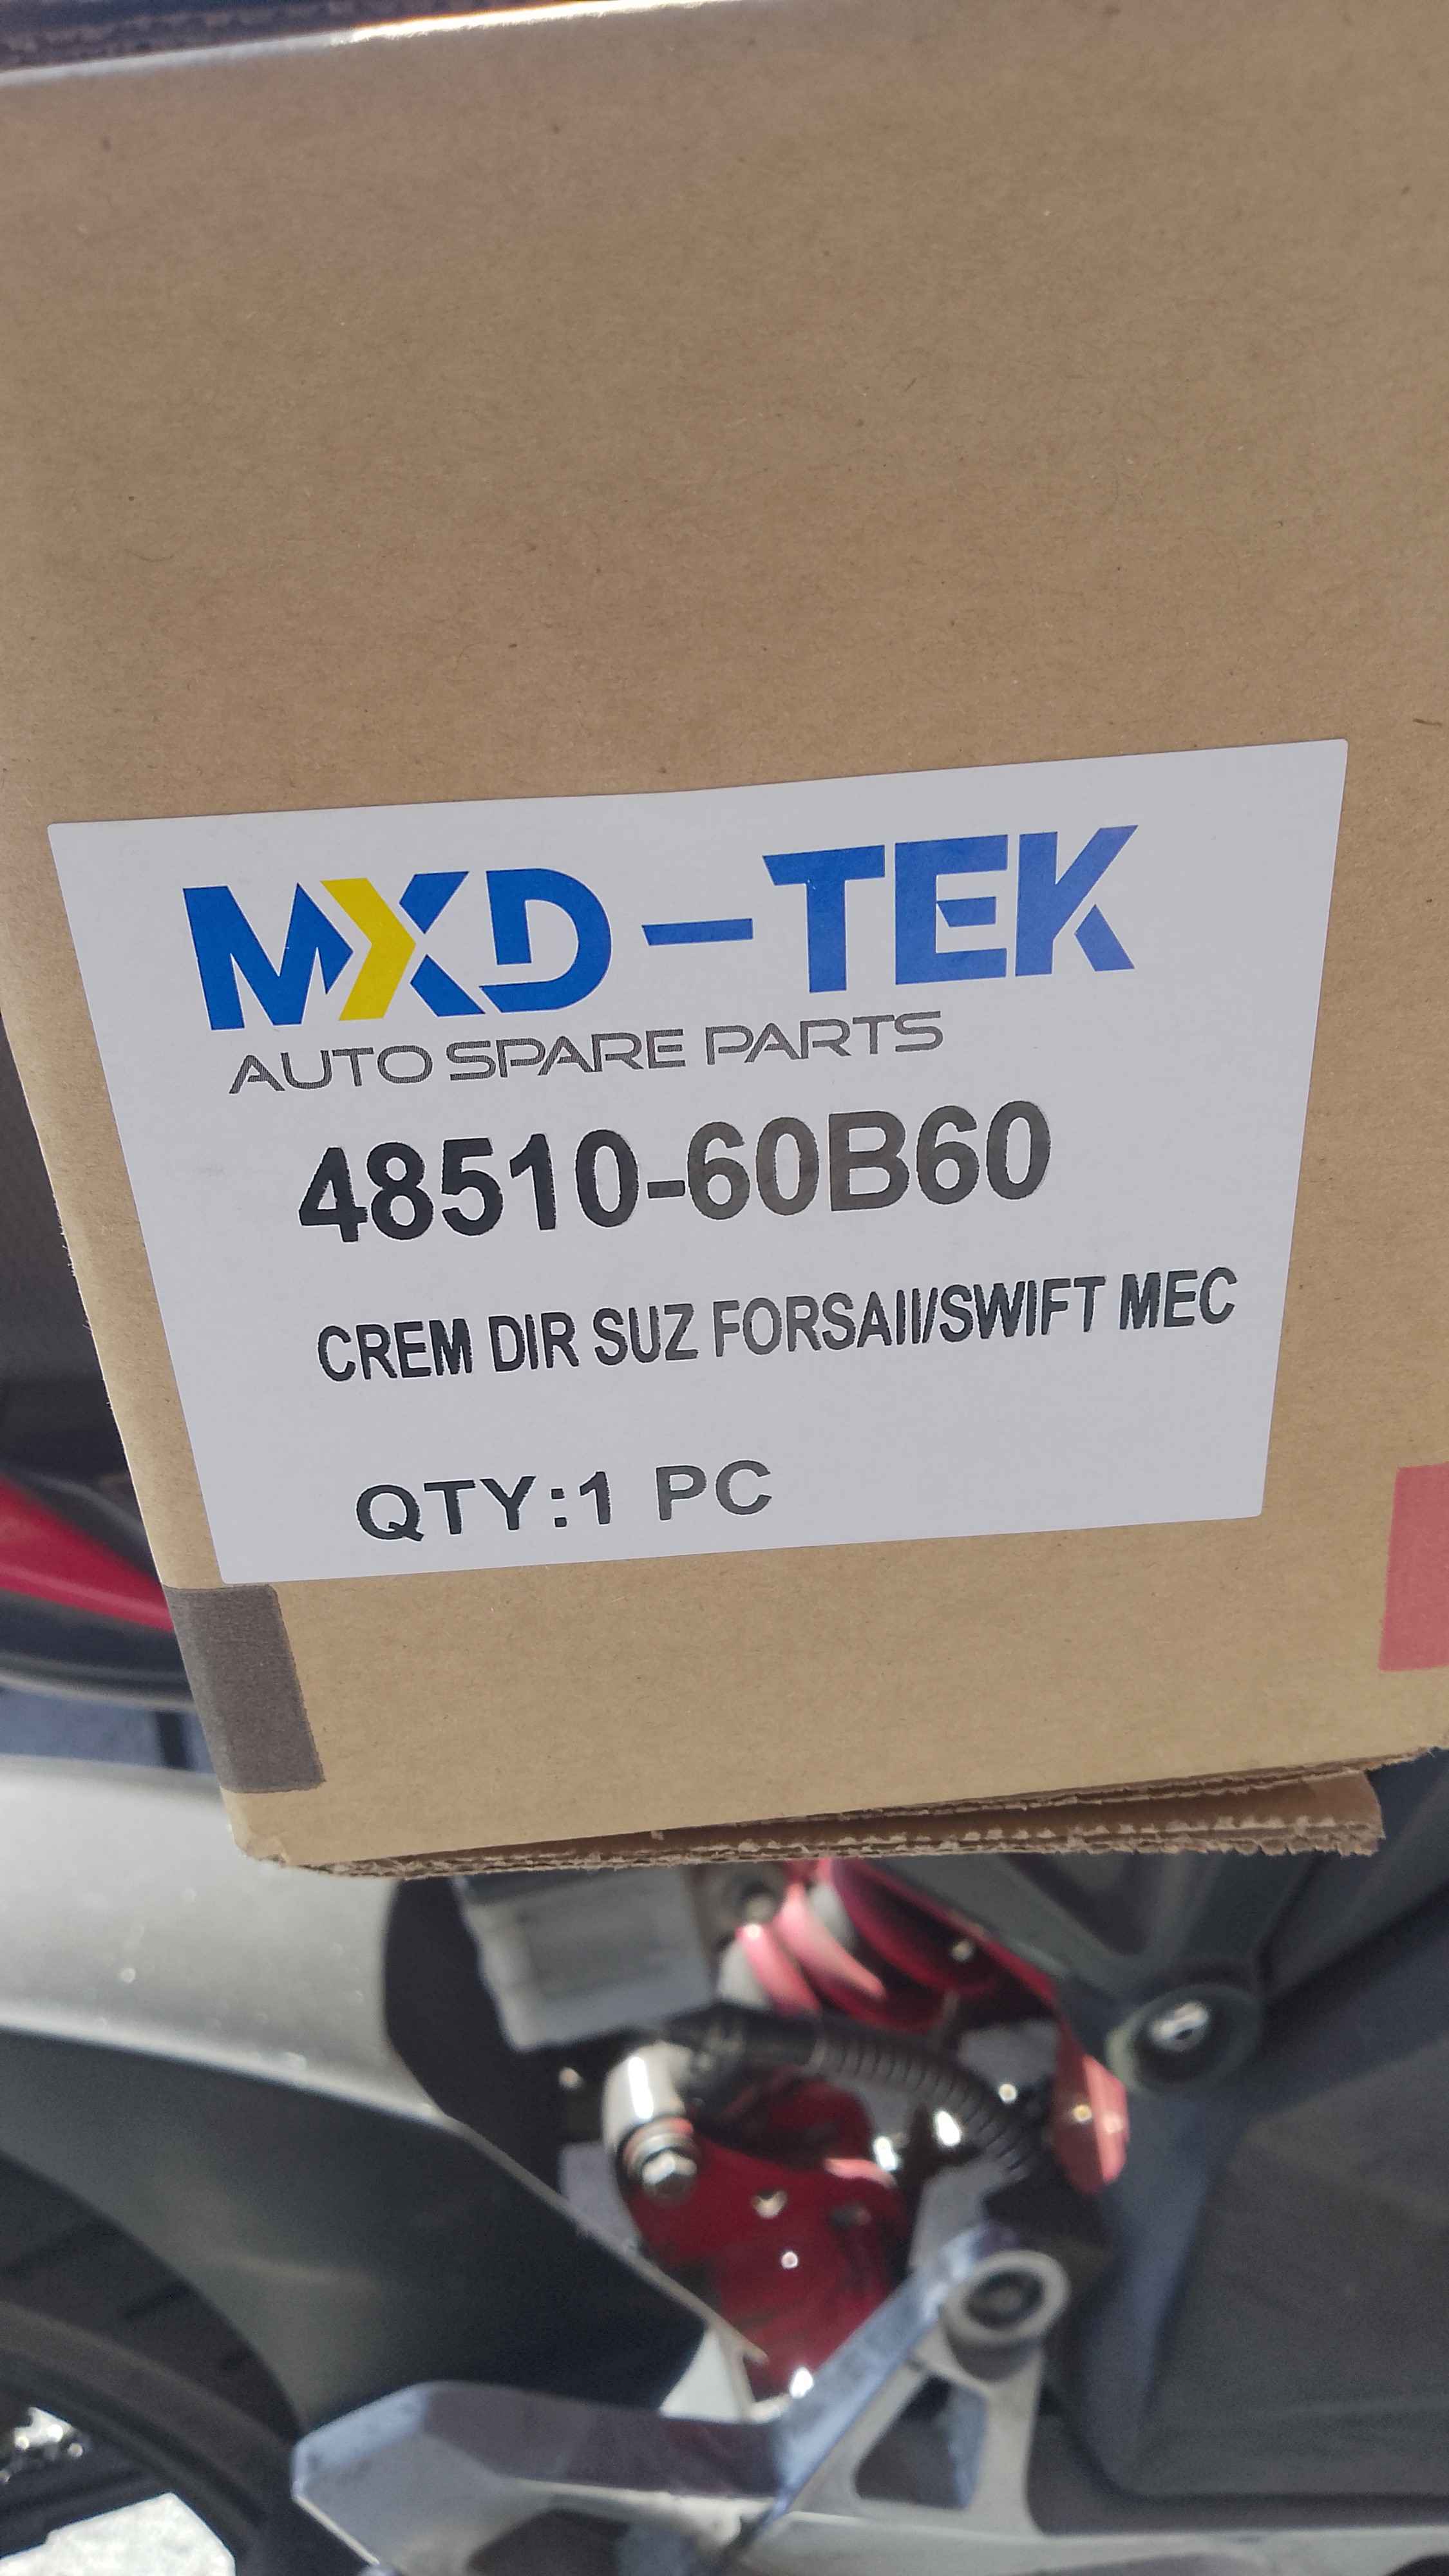 MXD-TEK
AUTO SPARE PARTS
48510-60B60
CREM DIR SUZ FORSAII/SWIFT MEC
QTY:1 PC